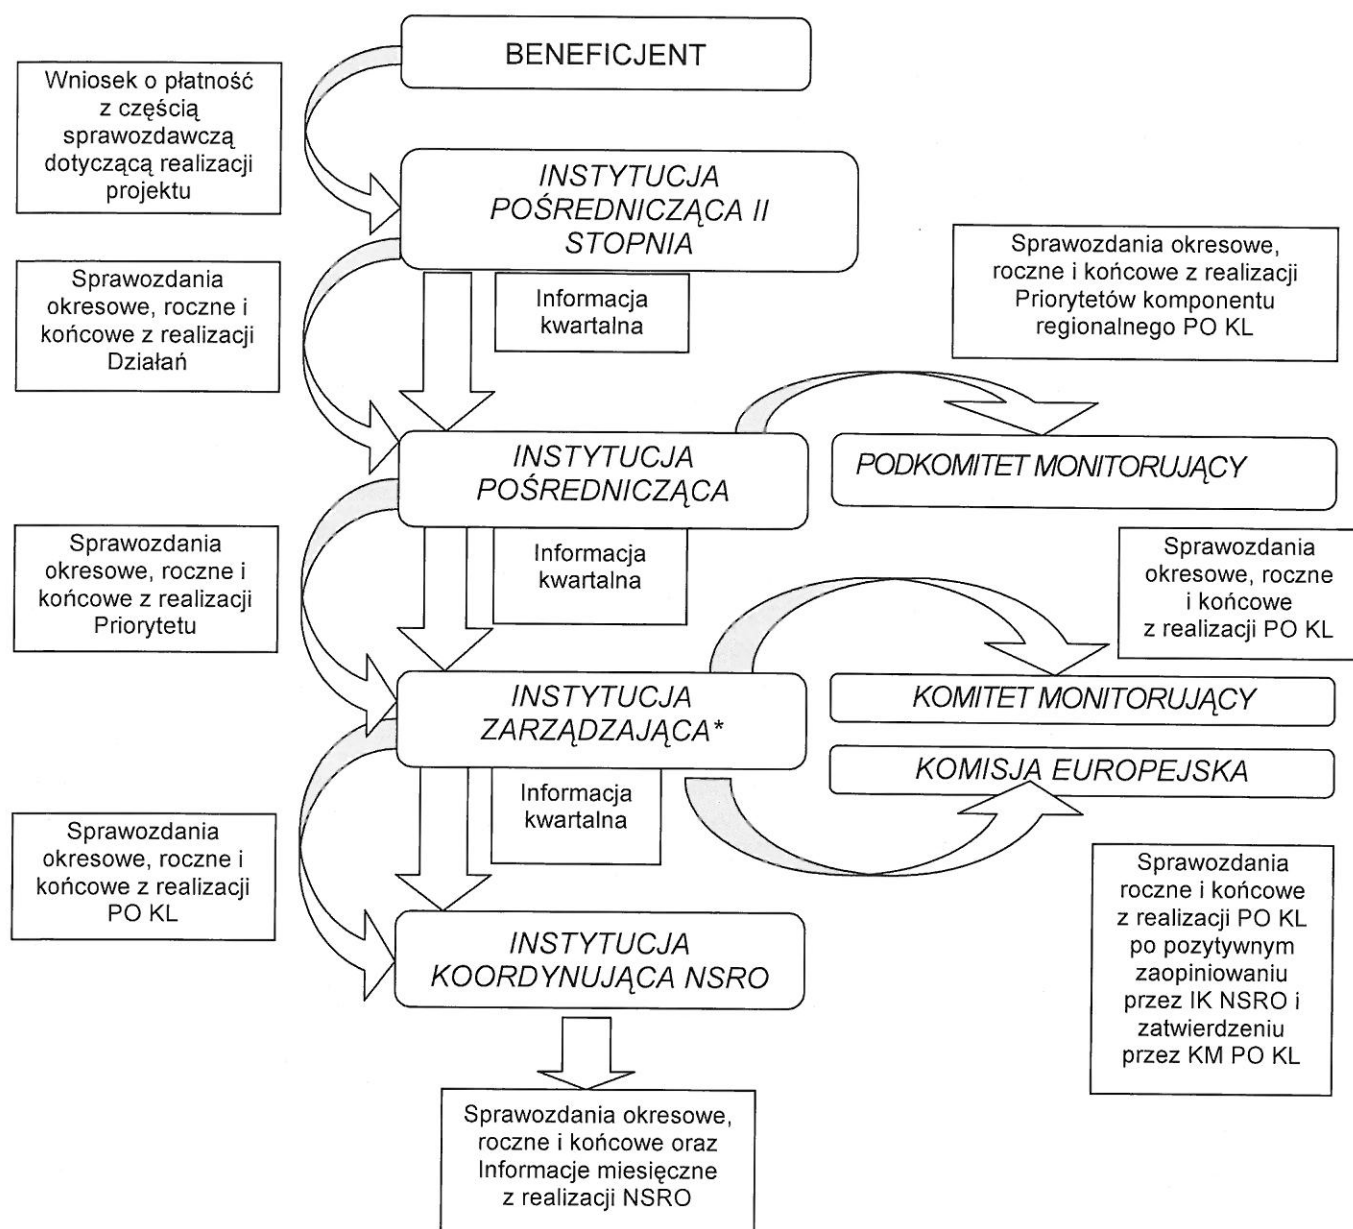 BENEFICJENT
Wniosek o płatność
z częścią
sprawozdawczą
dotyczącą realizacji
projektu
INSTYTUCJA
POŚREDNICZĄCA II
STOPNIA
Sprawozdania okresowe,
roczne i końcowe z realizacji
Priorytetów komponentu
regionalnego PO KL
Sprawozdania
okresowe, roczne i
końcowe z realizacji
Działań
Informacja
kwartalna
INSTYTUCJA
POŚREDNICZĄCA
PODKOMITET MONITORUJĄCY
Sprawozdania
okresowe, roczne i
końcowe z realizacji
Priorytetu
Informacja
kwartalna
Sprawozdania
okresowe, roczne
i końcowe
z realizacji PO KL
INSTYTUCJA
ZARZĄDZAJĄCA*
KOMITET MONITORUJĄCY
KOMISJA EUROPEJSKA
Informacja
kwartalna
Sprawozdania
okresowe, roczne i
końcowe z realizacji
PO KL
Sprawozdania
roczne i końcowe
z realizacji PO KL
po pozytywnym
zaopiniowaniu
przez IK NSRO i
zatwierdzeniu
przez KM PO KL
INSTYTUCJA
KOORDYNUJĄCA NSRO
Sprawozdania okresowe,
roczne i końcowe oraz
Informacje miesięczne
z realizacji NSRO